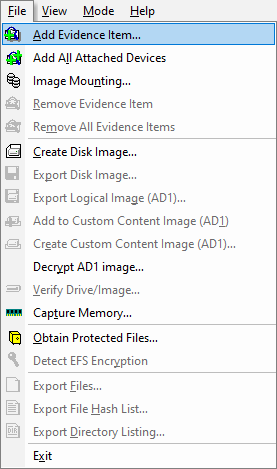 File View Mode Help
Add Evidence Item...
Add All Attached Devices
Image Mounting...
Remove Evidence Item
Remove All Evidence Items
Create Disk Image...
Export Disk Image...
Export Logical Image (AD1)...
Add to Custom Content Image (AD1)
Create Custom Content Image (AD1)...
Decrypt AD1 image...
Verify Drive/Image...
Capture Memory...
Obtain Protected Files...
Detect EFS Encryption
Export Files...
Export File Hash List...
Export Directory Listing...
Exit